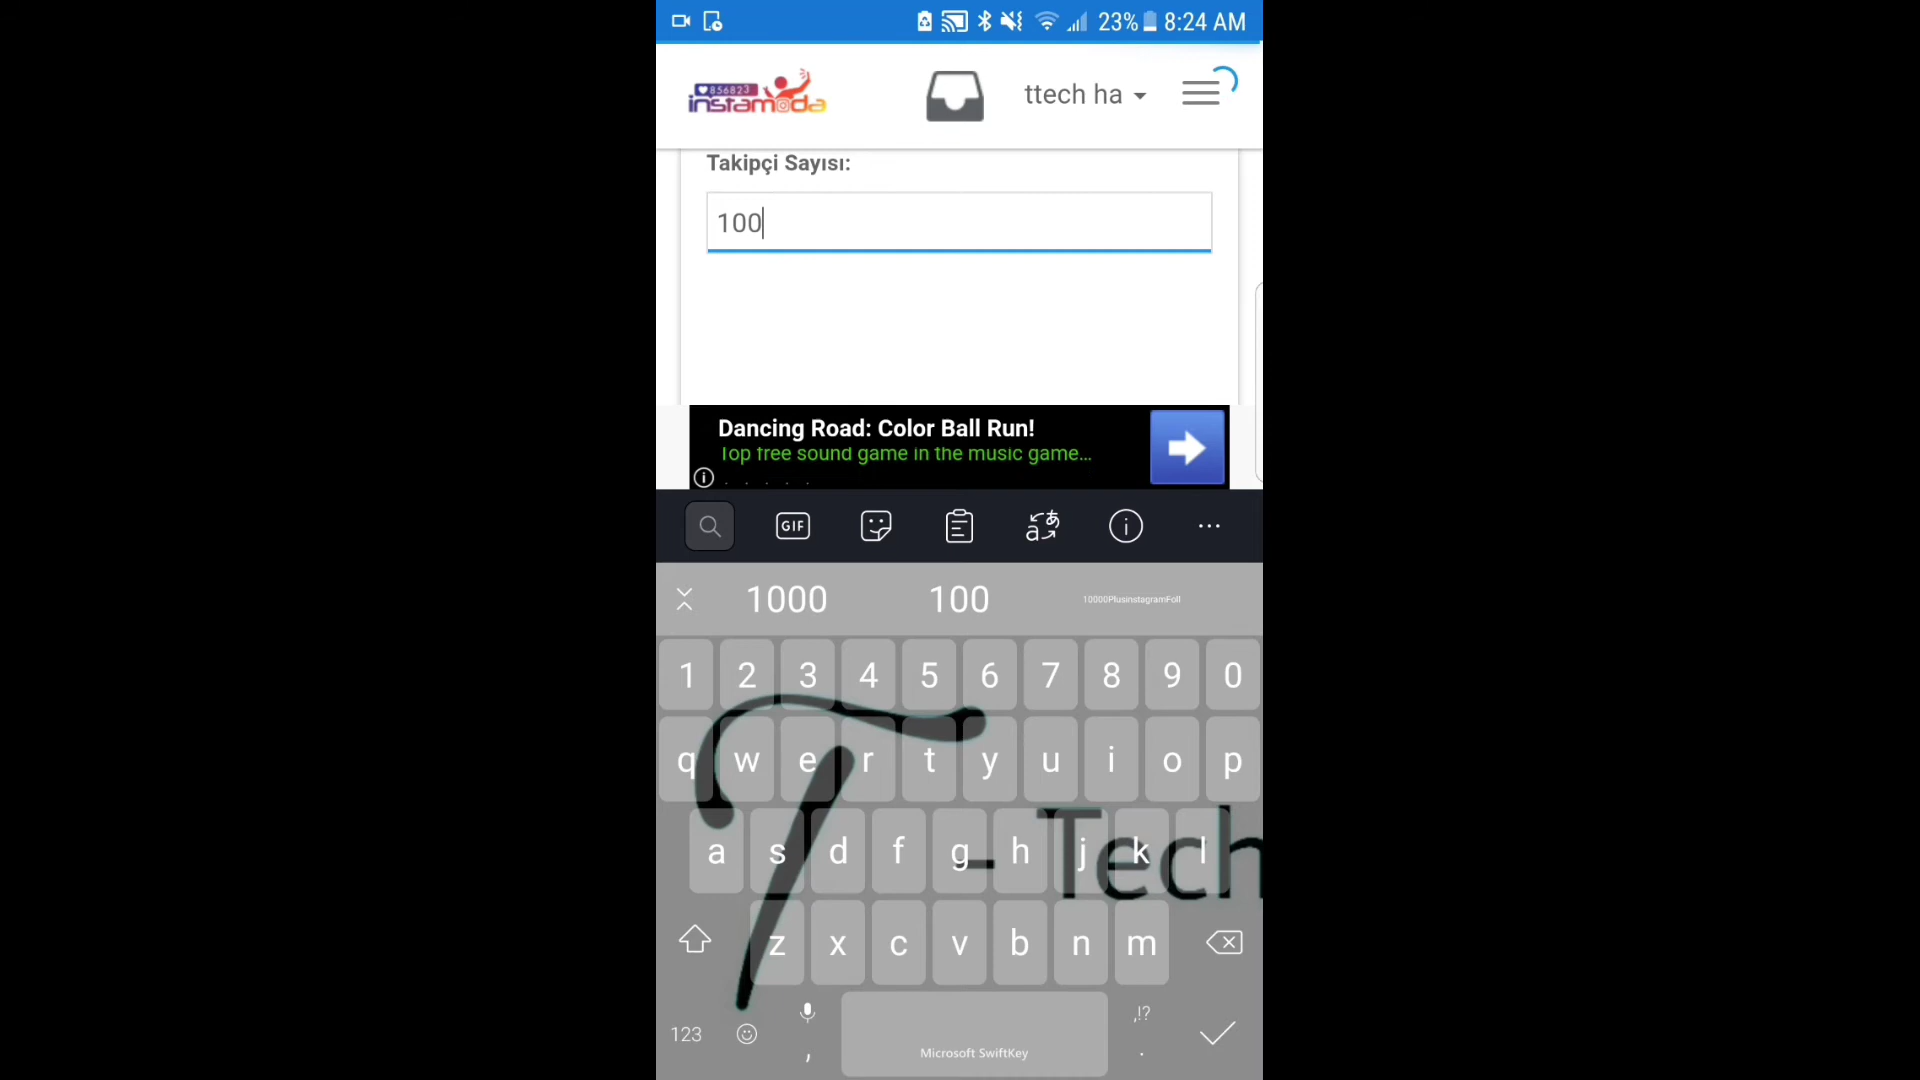 23% 8:24 AM
856823
instamoda
ttech ha
Takipçi Sayısı:
100
Dancing Road: Color Ball Run!
Top free sound game in the music game...
GIF
1000 100 10000PlusinstagramFoll
1 2 3 4 5 6 7 8 9 0
q w e r t y u i o p
a s d f g h j k l
T - Tech
z x c v b n m
123 , ,!? .
Microsoft SwiftKey